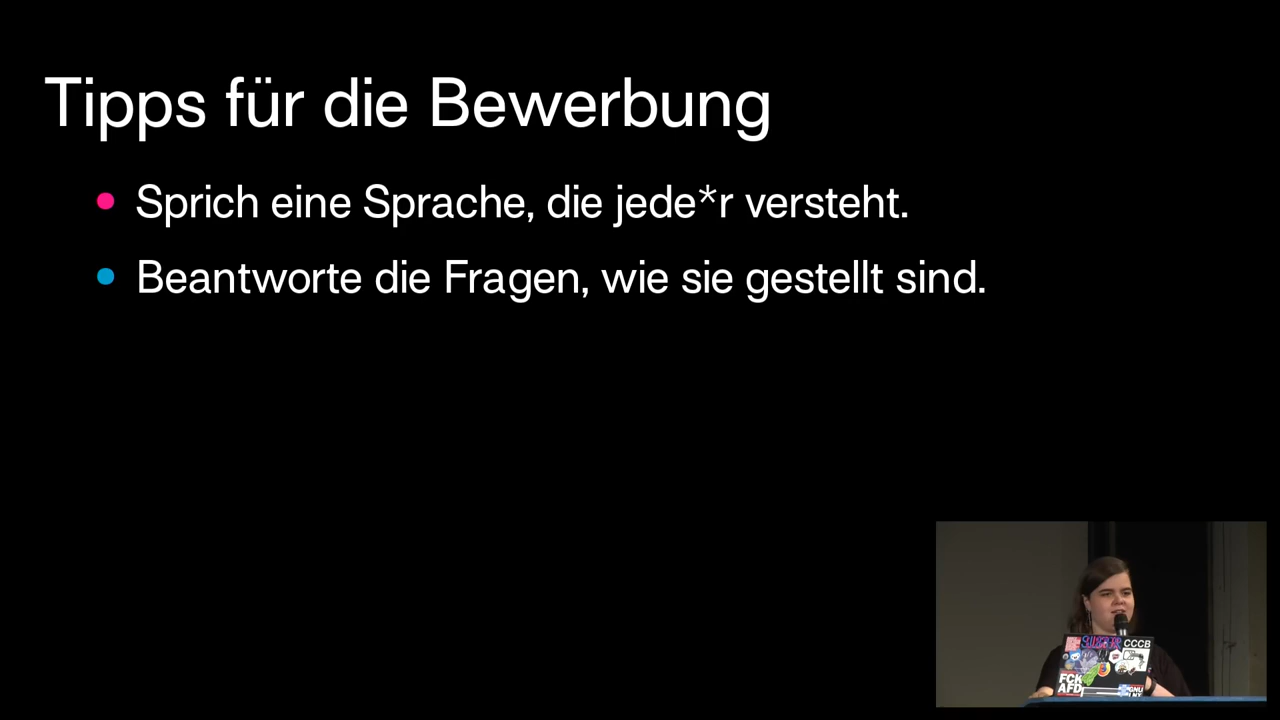 Tipps für die Bewerbung
Sprich eine Sprache, die jede*r versteht.
Beantworte die Fragen, wie sie gestellt sind.
CCCB
FCK
AFD
GNU